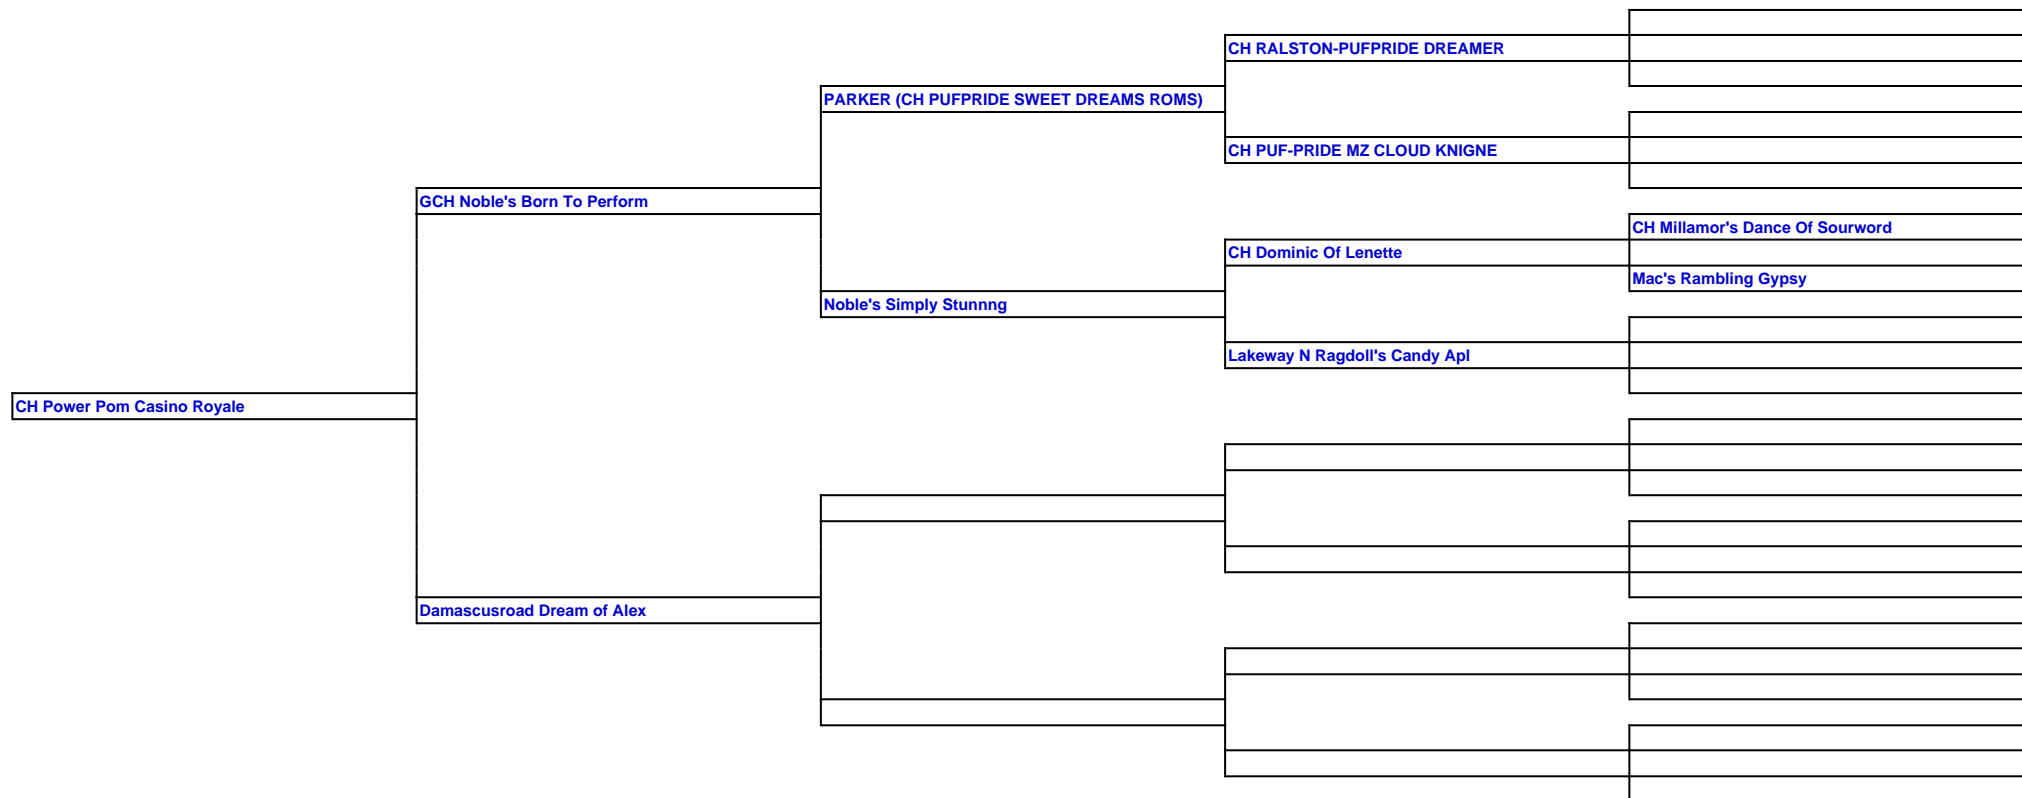 CH RALSTON-PUFPRIDE DREAMER
PARKER (CH PUFPRIDE SWEET DREAMS ROMS)
CH PUF-PRIDE MZ CLOUD KNIGNE
GCH Noble's Born To Perform
CH Millamor's Dance Of Sourword
CH Dominic Of Lenette
Mac's Rambling Gypsy
Noble's Simply Stunnng
Lakeway N Ragdoll's Candy Apl
CH Power Pom Casino Royale
Damascusroad Dream of Alex